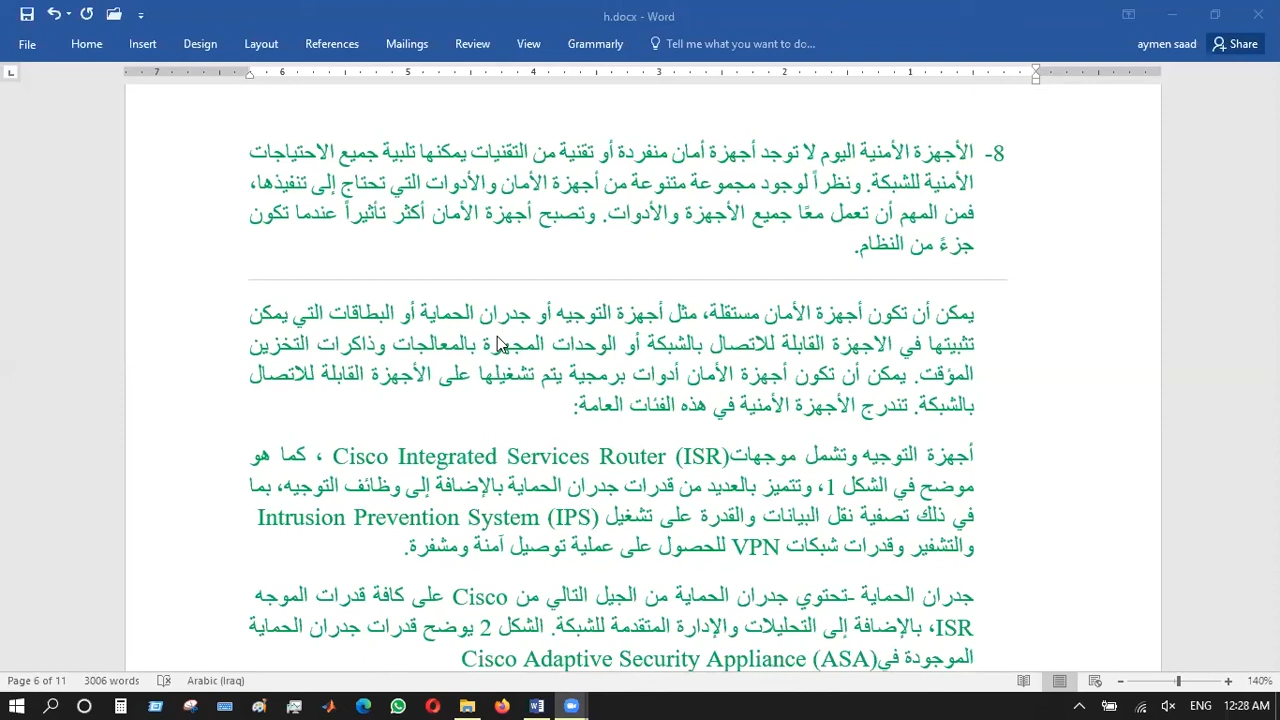 h.docx - Word
File Home Insert Design Layout References Mailings Review View Grammarly Tell me what you want to do... aymen saad Share
7 6 5 4 3 2 1
8- الأجهزة الأمنية اليوم لا توجد أجهزة أمان منفردة أو تقنية من التقنيات يمكنها تلبية جميع الاحتياجات
الأمنية للشبكة. ونظراً لوجود مجموعة متنوعة من أجهزة الأمان والأدوات التي تحتاج إلى تنفيذها،
فمن المهم أن تعمل معًا جميع الأجهزة والأدوات. وتصبح أجهزة الأمان أكثر تأثيراً عندما تكون
جزءً من النظام.
يمكن أن تكون أجهزة الأمان مستقلة، مثل أجهزة التوجيه أو جدران الحماية أو البطاقات التي يمكن
تثبيتها في الاجهزة القابلة للاتصال بالشبكة أو الوحدات المجهزة بالمعالجات وذاكرات التخزين
المؤقت. يمكن أن تكون أجهزة الأمان أدوات برمجية يتم تشغيلها على الأجهزة القابلة للاتصال
بالشبكة. تندرج الأجهزة الأمنية في هذه الفئات العامة:
أجهزة التوجيه وتشمل موجهات Cisco Integrated Services Router (ISR) ، كما هو
موضح في الشكل 1، وتتميز بالعديد من قدرات جدران الحماية بالإضافة إلى وظائف التوجيه، بما
في ذلك تصفية نقل البيانات والقدرة على تشغيل Intrusion Prevention System (IPS)
والتشفير وقدرات شبكات VPN للحصول على عملية توصيل آمنة ومشفرة.
جدران الحماية -تحتوي جدران الحماية من الجيل التالي من Cisco على كافة قدرات الموجه
ISR، بالإضافة إلى التحليلات والإدارة المتقدمة للشبكة. الشكل 2 يوضح قدرات جدران الحماية
الموجودة في Cisco Adaptive Security Appliance (ASA)
Page 6 of 11 3006 words Arabic (Iraq) 140%
ENG 12:28 AM